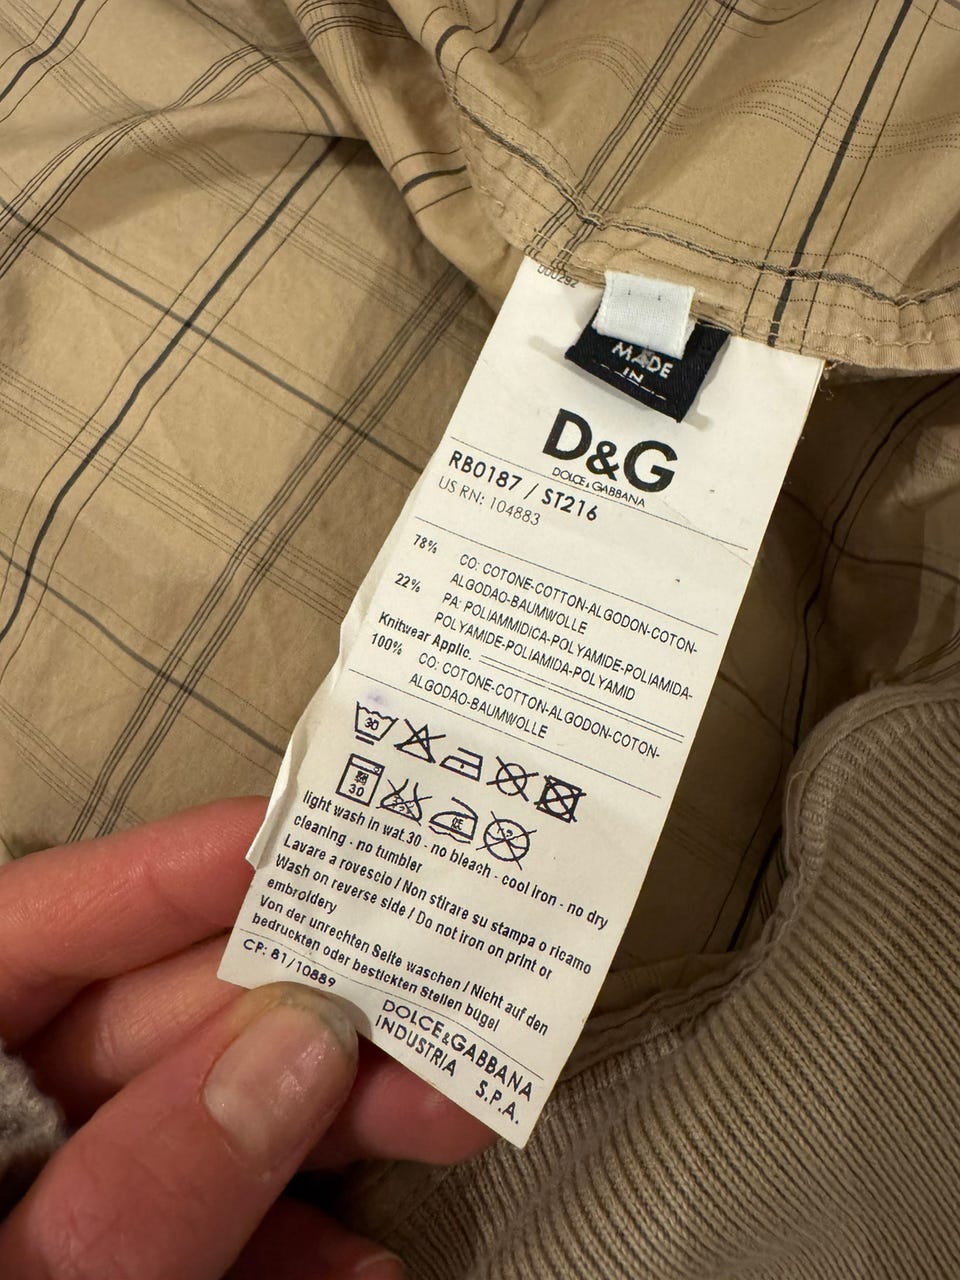 000292
MADE
IN
D&G
DOLCE&GABBANA
RB0187 / ST216
US RN: 104883
78% CO: COTONE-COTTON-ALGODON-COTON-
ALGODAO-BAUMWOLLE
22% PA: POLIAMMIDICA-POLYAMIDE-POLIAMIDA-
POLYAMIDE-POLIAMIDA-POLYAMID
Knitwear Applic.
100% CO: COTONE-COTTON-ALGODON-COTON-
ALGODAO-BAUMWOLLE
30
30
light wash in wat.30 - no bleach - cool iron - no dry
cleaning - no tumbler
Lavare a rovescio / Non stirare su stampa o ricamo
Wash on reverse side / Do not iron on print or
embroidery
Von der unrechten Seite waschen / Nicht auf den
bedruckten oder bestickten Stellen bügel
CP: 81/10889
DOLCE&GABBANA
INDUSTRIA S.P.A.